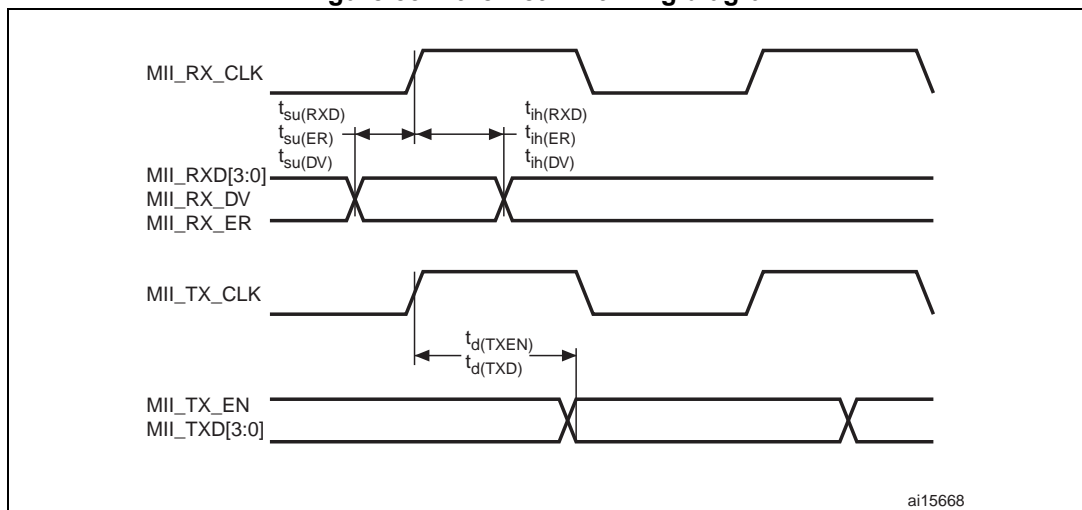 MII_RX_CLK
tsu(RXD)
tsu(ER)
tsu(DV)
tih(RXD)
tih(ER)
tih(DV)
MII_RXD[3:0]
MII_RX_DV
MII_RX_ER
MII_TX_CLK
td(TXEN)
td(TXD)
MII_TX_EN
MII_TXD[3:0]
ai15668